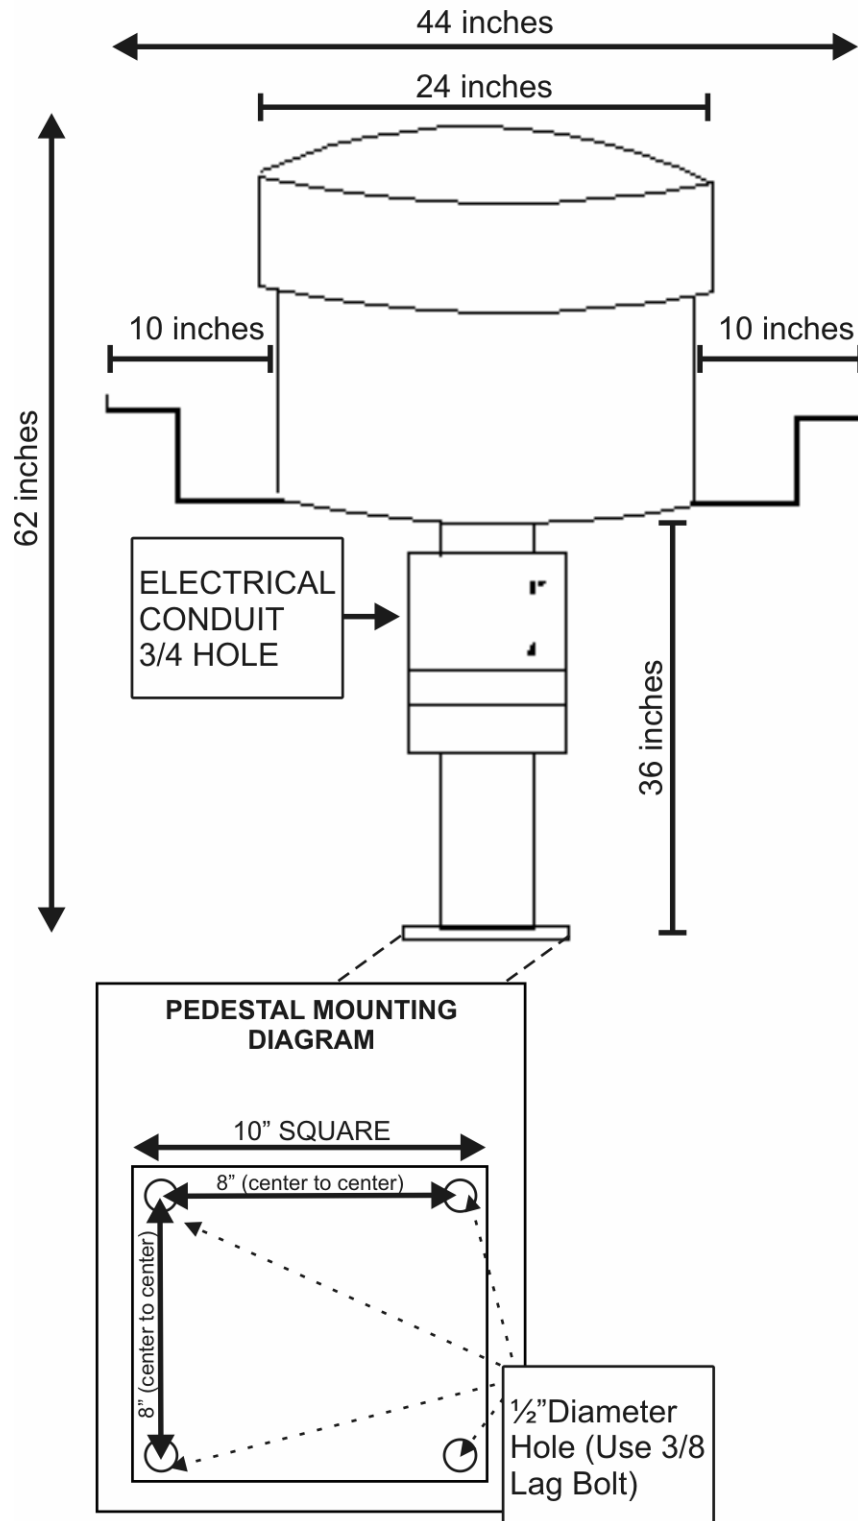 44 inches
24 inches
10 inches
10 inches
62 inches
ELECTRICAL
CONDUIT
3/4 HOLE
36 inches
PEDESTAL MOUNTING
DIAGRAM
10” SQUARE
8” (center to center)
8” (center to center)
½”Diameter
Hole (Use 3/8
Lag Bolt)